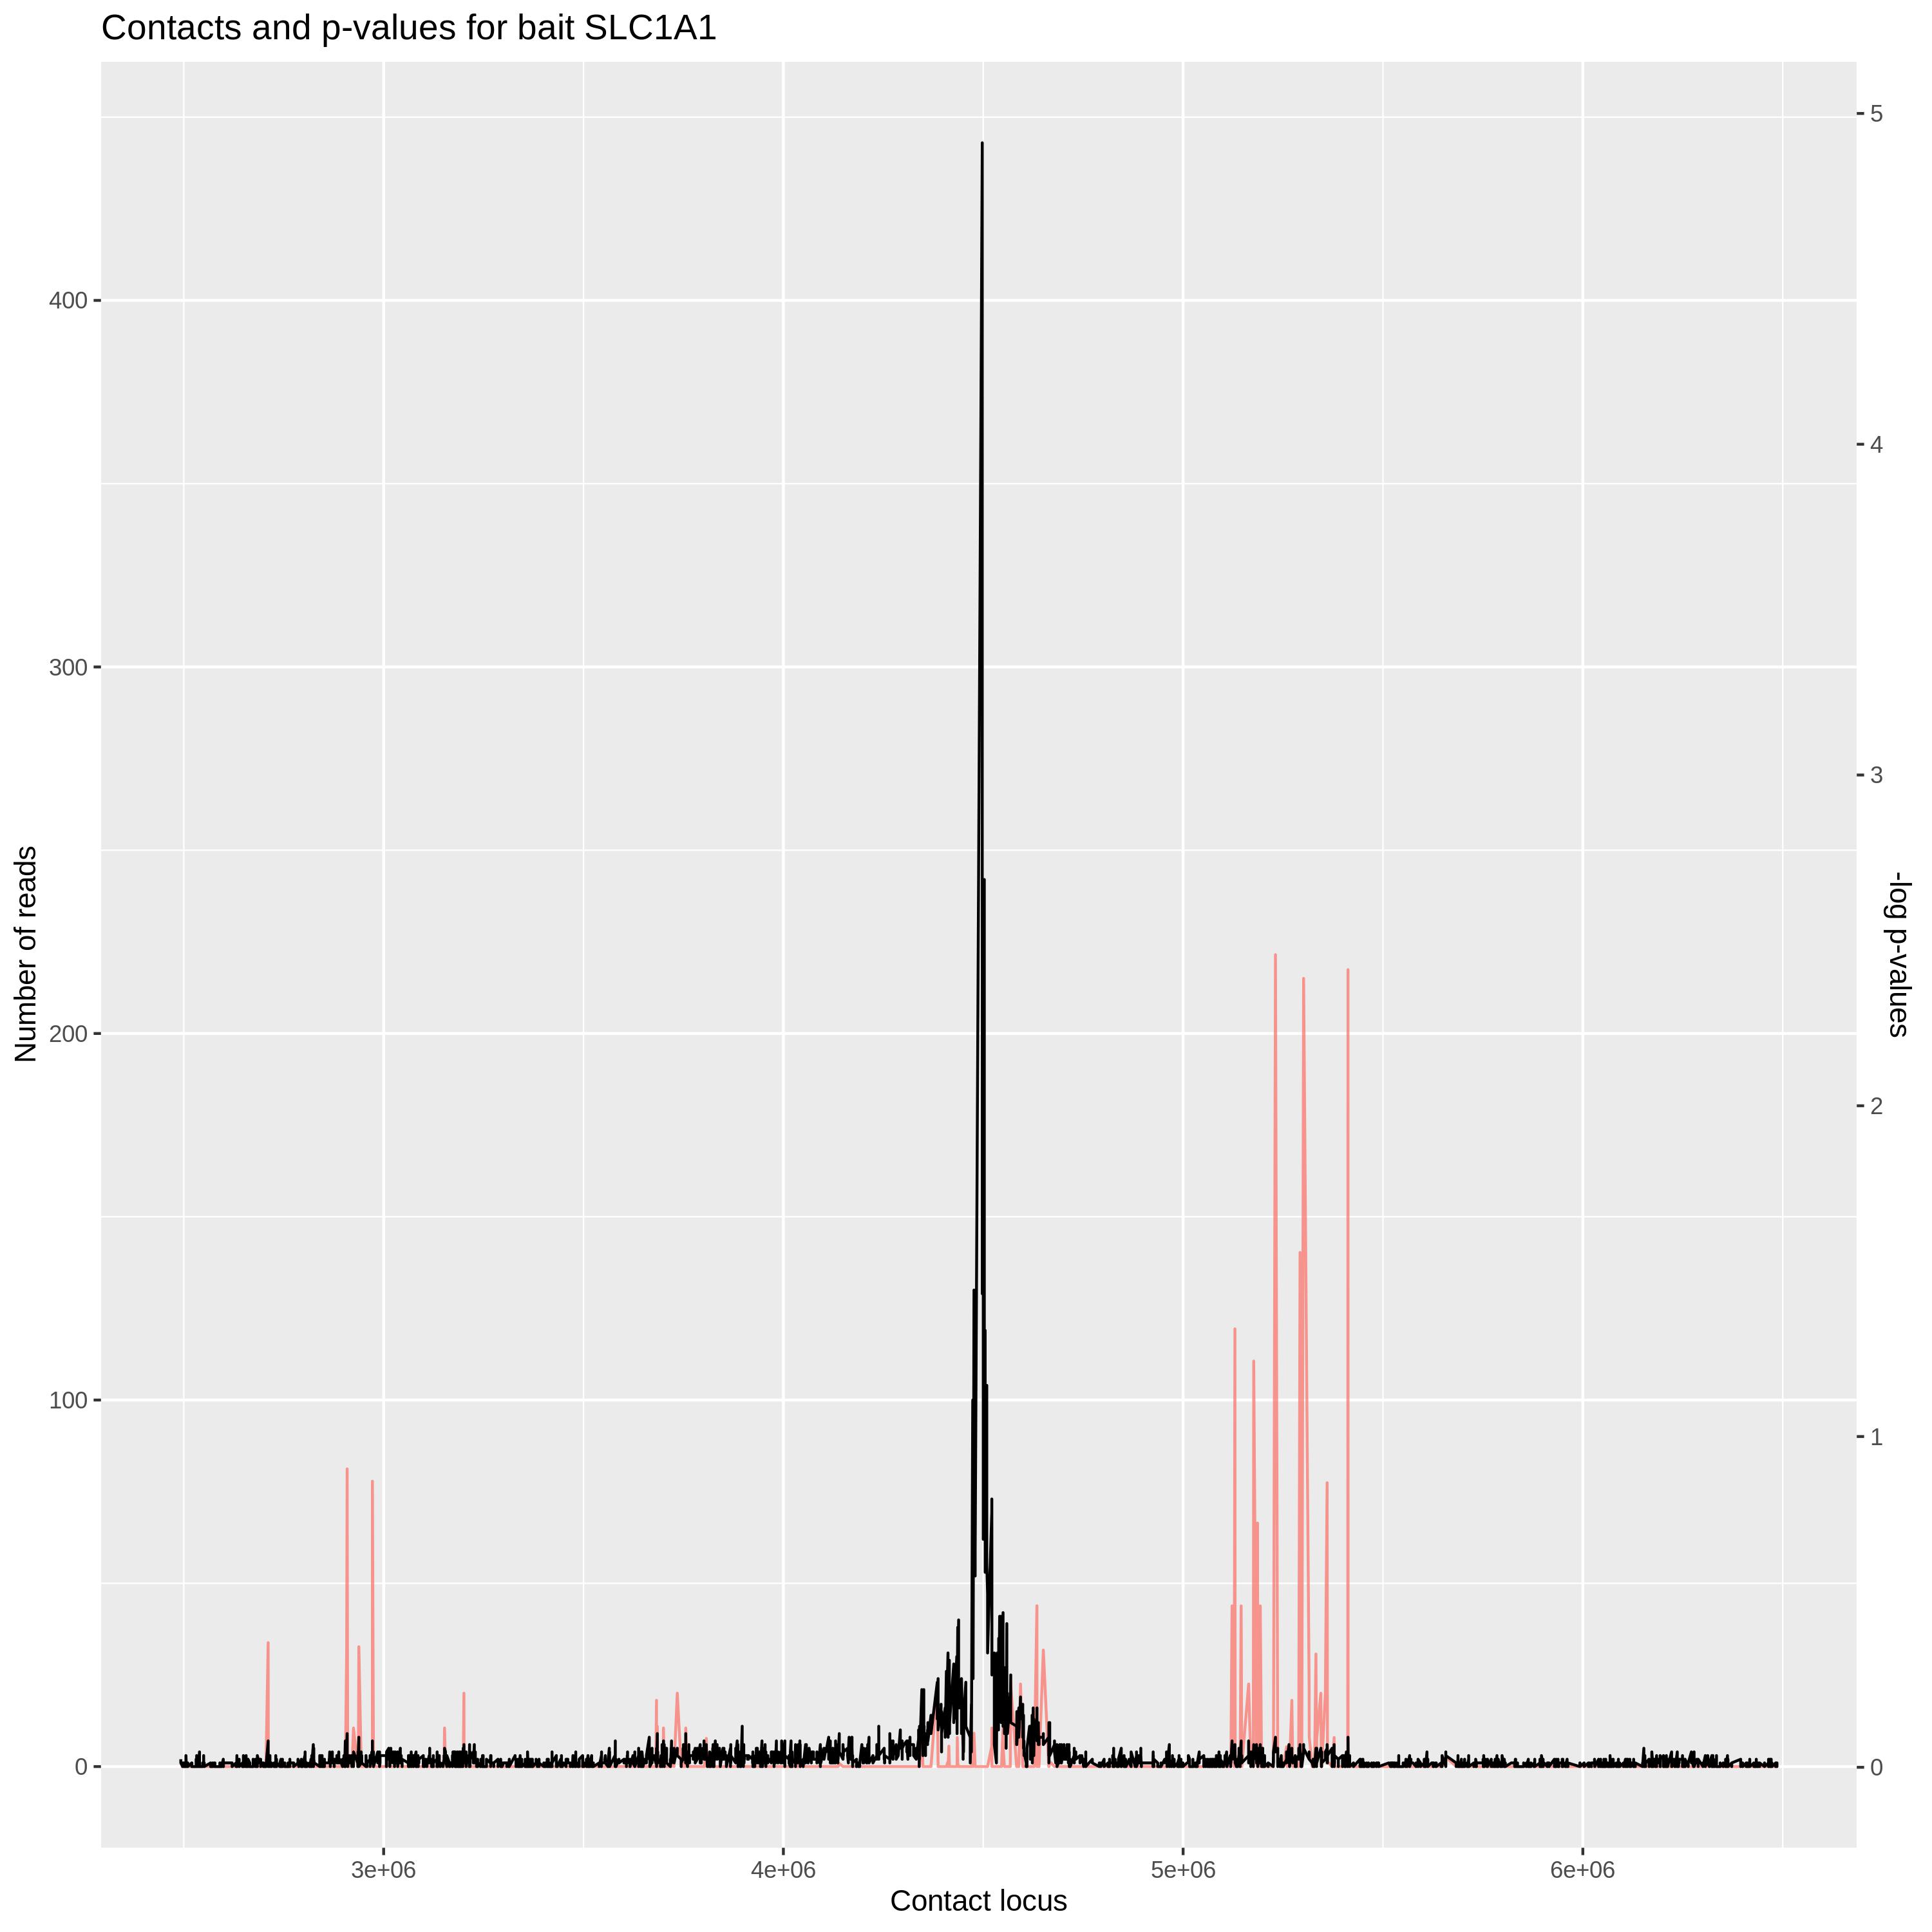 Contacts and p-values for bait SLC1A1
Number of reads
400
300
200
100
0
5
4
3
2
1
0
-log p-values
3e+06
4e+06
5e+06
6e+06
Contact locus